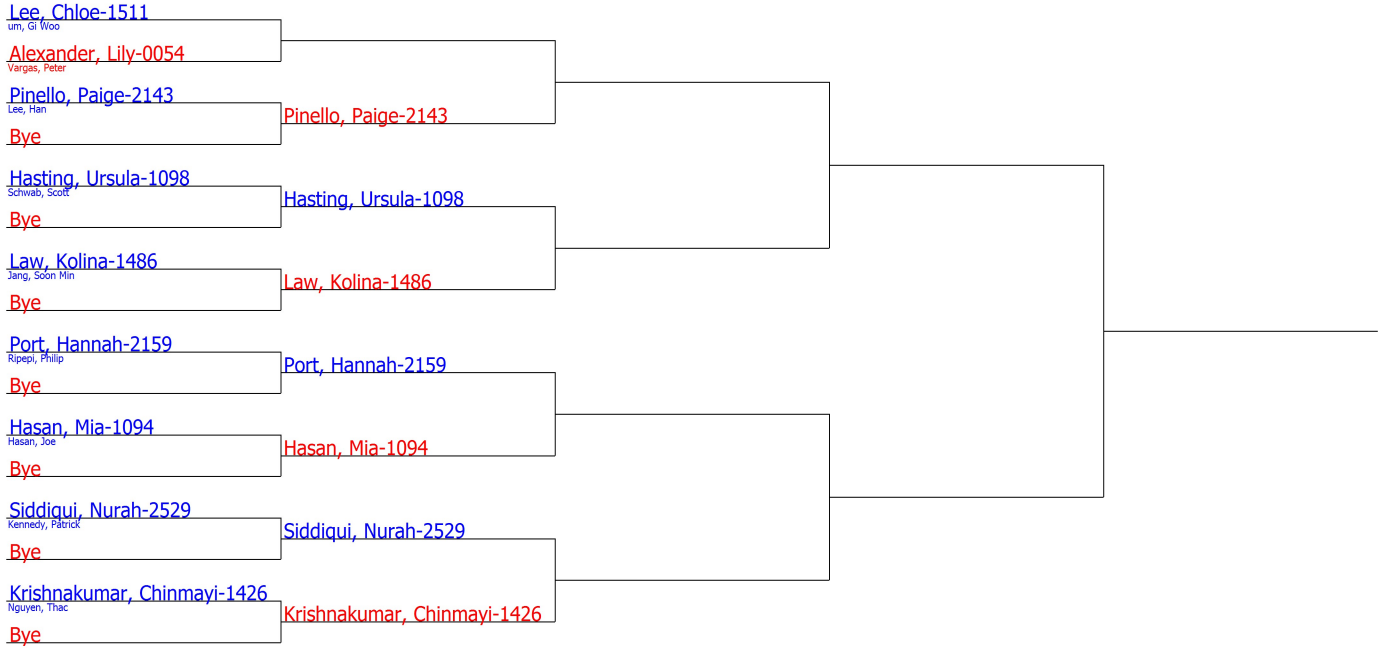 Lee, Chloe-1511
um, Gi Woo
Alexander, Lily-0054
Vargas, Peter
Pinello, Paige-2143
Lee, Han
Bye
Pinello, Paige-2143
Hasting, Ursula-1098
Schwab, Scott
Bye
Hasting, Ursula-1098
Law, Kolina-1486
Jang, Soon Min
Bye
Law, Kolina-1486
Port, Hannah-2159
Ripepi, Philip
Bye
Port, Hannah-2159
Hasan, Mia-1094
Hasan, Joe
Bye
Hasan, Mia-1094
Siddiqui, Nurah-2529
Kennedy, Patrick
Bye
Siddiqui, Nurah-2529
Krishnakumar, Chinmayi-1426
Nguyen, Thac
Bye
Krishnakumar, Chinmayi-1426